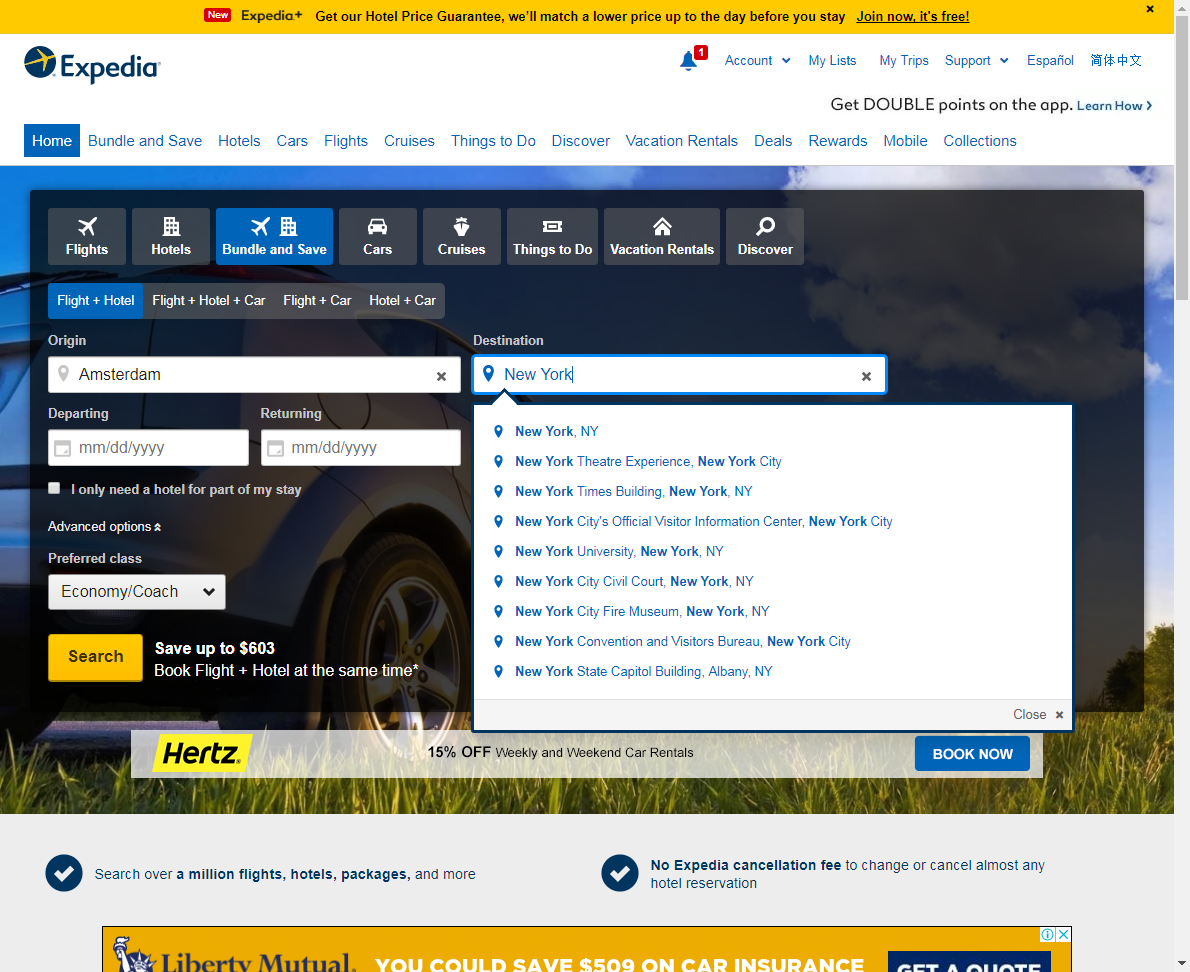 New Expedia+ Get our Hotel Price Guarantee, we'll match a lower price up to the day before you stay Join now, it's free!
Expedia
1 Account My Lists My Trips Support Español 简体中文
Get DOUBLE points on the app. Learn How
Home Bundle and Save Hotels Cars Flights Cruises Things to Do Discover Vacation Rentals Deals Rewards Mobile Collections
Flights Hotels Bundle and Save Cars Cruises Things to Do Vacation Rentals Discover
Flight + Hotel Flight + Hotel + Car Flight + Car Hotel + Car
Origin Destination
Amsterdam New York
Departing Returning
mm/dd/yyyy mm/dd/yyyy
I only need a hotel for part of my stay
Advanced options
Preferred class
Economy/Coach
Search Save up to $603
Book Flight + Hotel at the same time*
New York, NY
New York Theatre Experience, New York City
New York Times Building, New York, NY
New York City's Official Visitor Information Center, New York City
New York University, New York, NY
New York City Civil Court, New York, NY
New York City Fire Museum, New York, NY
New York Convention and Visitors Bureau, New York City
New York State Capitol Building, Albany, NY
Close
Hertz. 15% OFF Weekly and Weekend Car Rentals BOOK NOW
Search over a million flights, hotels, packages, and more
No Expedia cancellation fee to change or cancel almost any
hotel reservation
Liberty Mutual. YOU COULD SAVE $509 ON CAR INSURANCE GET A QUOTE